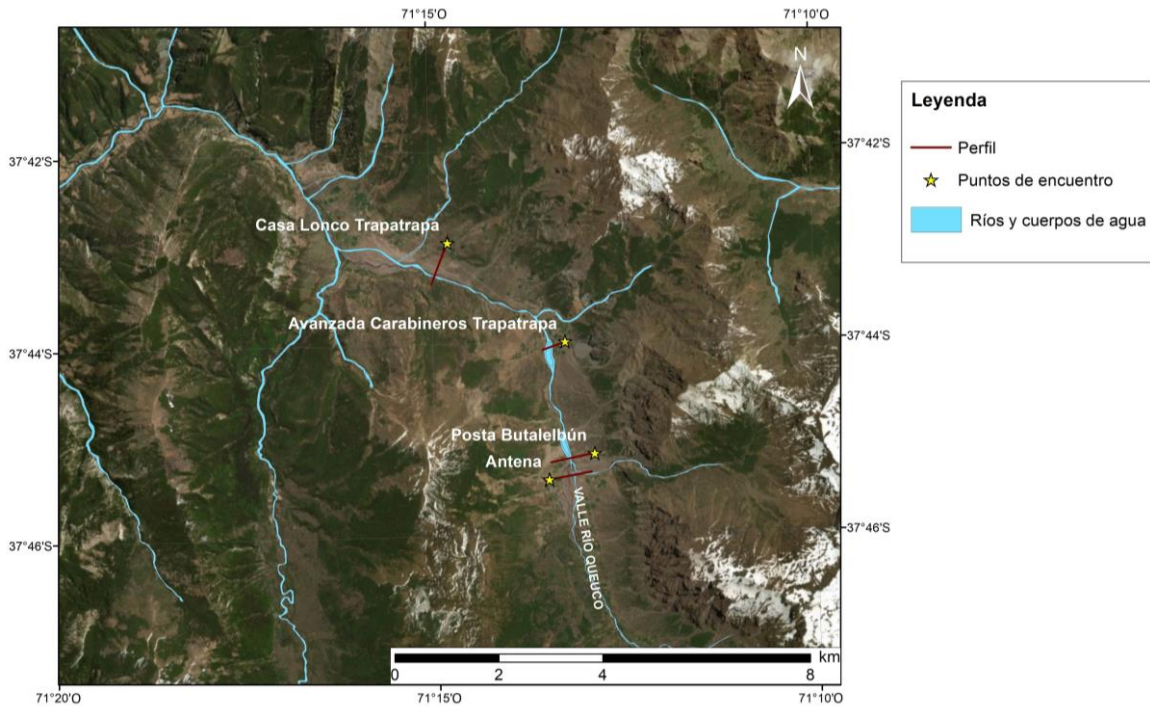 71°15'O
71°10'O
N
Leyenda
Perfil
Puntos de encuentro
Ríos y cuerpos de agua
37°42'S
37°42'S
Casa Lonco Trapatrapa
Avanzada Carabineros Trapatrapa
37°44'S
37°44'S
Posta Butalelbún
Antena
VALLE RÍO QUEUCO
37°46'S
37°46'S
km
0
2
4
8
71°20'O
71°15'O
71°10'O